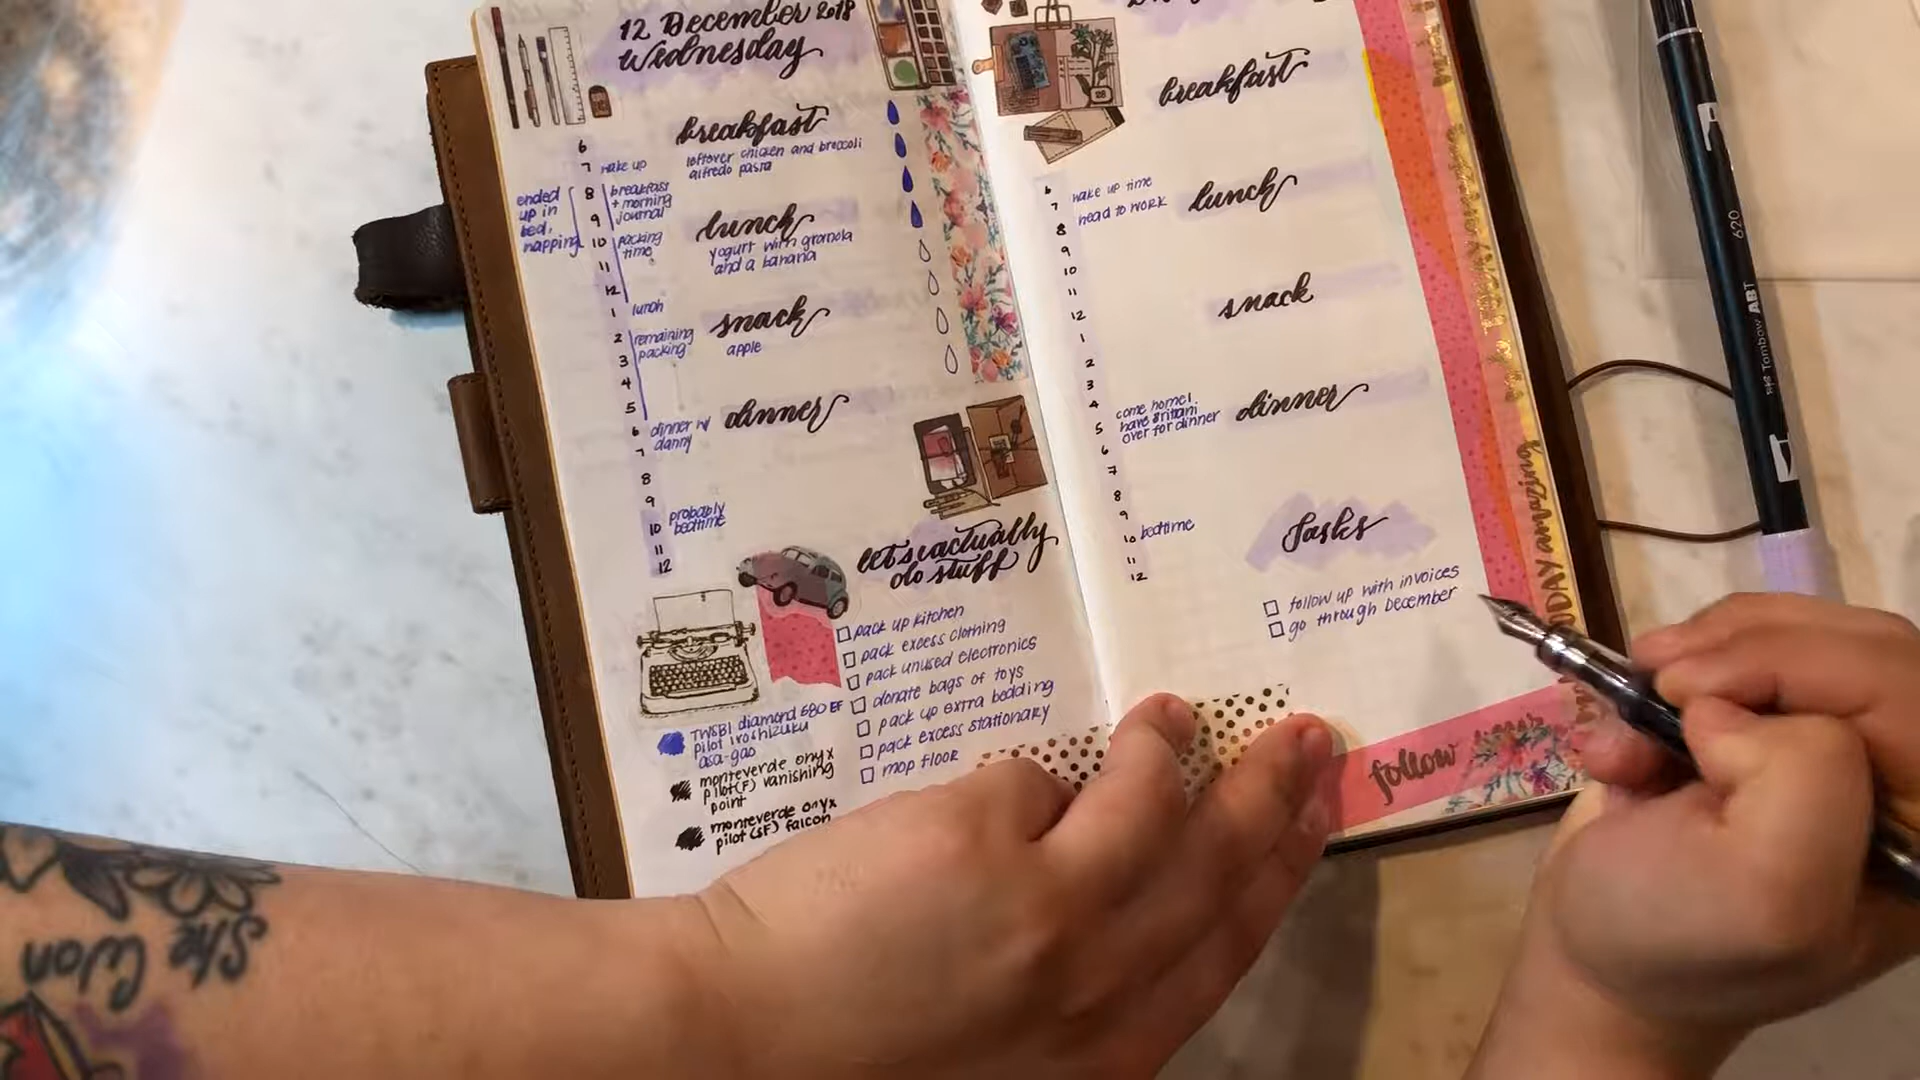 12 December 2018
Wednesday
breakfast
leftover chicken and broccoli
alfredo pasta
lunch
yogurt with granola
and a banana
snack
apple
dinner
6
7 wake up
8 breakfast
+ morning
9 journal
10 packing
time
11
12
1 lunch
2 remaining
3 packing
4
5
6 dinner w/
danny
7
8
9
10 probably
bedtime
11
12
ended
up in
bed,
napping
let's actually
do stuff
pack up kitchen
pack excess clothing
pack unused electronics
donate bags of toys
pack up extra bedding
pack excess stationary
mop floor
TWSBI diamond 580 EF
pilot iroshizuku
asa-gao
monteverde onyx
pilot (F) vanishing
point
monteverde onyx
pilot (SF) falcon
breakfast
lunch
snack
dinner
6 wake up time
7 head to work
8
9
10
11
12
1
2
3
4 come home!
have brittani
5 over for dinner
6
7
8
9
10 bedtime
11
12
Tasks
follow up with invoices
go through December
follow
TODAY amazing
620
Tombow ABT
She Won